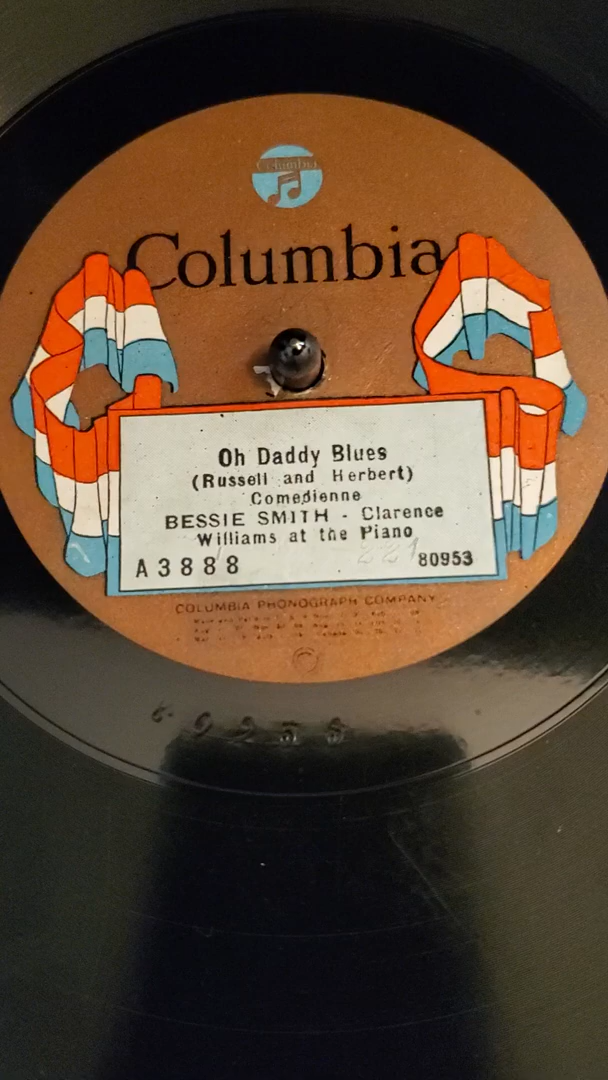 Columbia
Columbia
Oh Daddy Blues
(Russell and Herbert)
Comedienne
BESSIE SMITH - Clarence
Williams at the Piano
A3888
80953
COLUMBIA PHONOGRAPH COMPANY